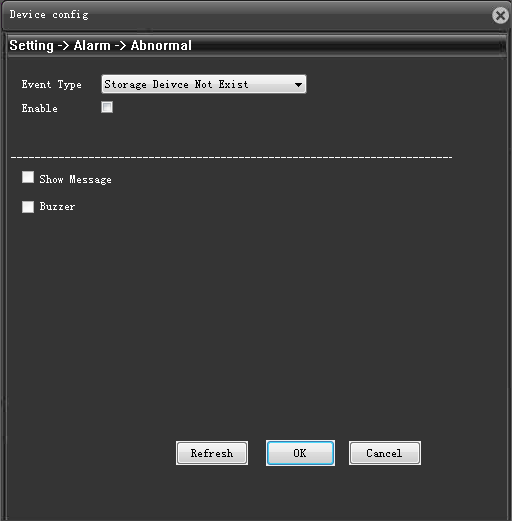 Device config
Setting -> Alarm -> Abnormal
Event Type Storage Deivce Not Exist
Enable
Show Message
Buzzer
Refresh OK Cancel